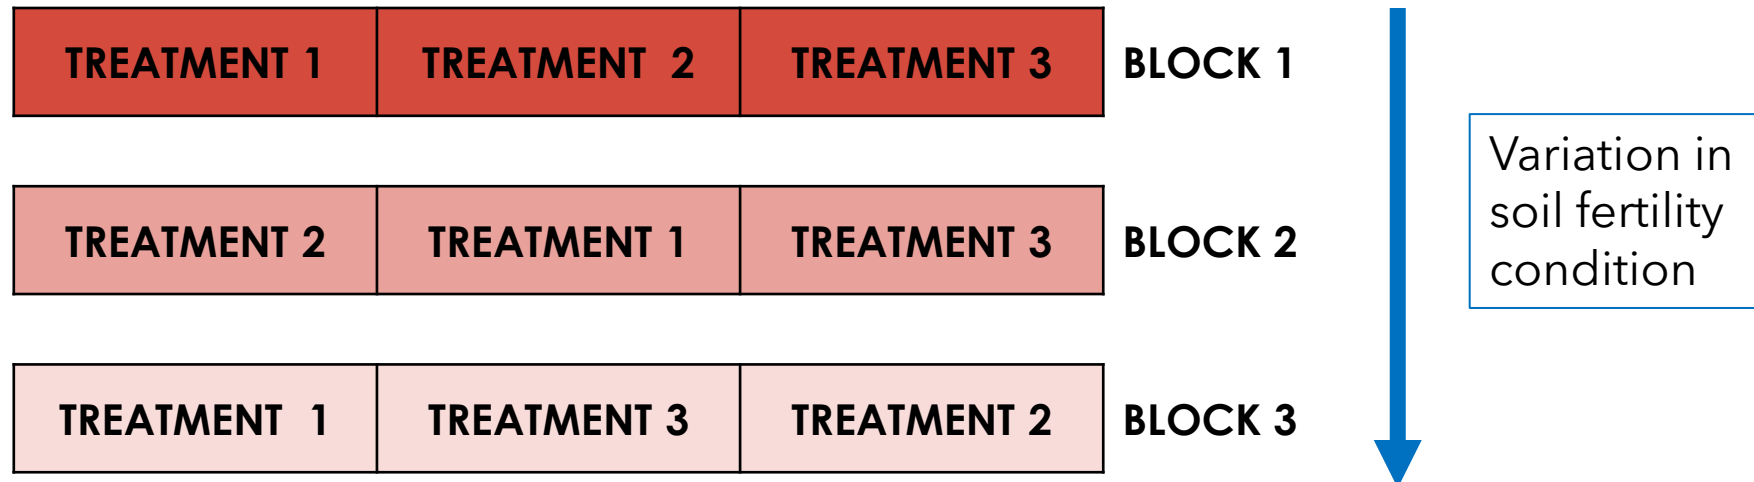 TREATMENT 1 TREATMENT 2 TREATMENT 3 BLOCK 1
TREATMENT 2 TREATMENT 1 TREATMENT 3 BLOCK 2
TREATMENT 1 TREATMENT 3 TREATMENT 2 BLOCK 3
Variation in
soil fertility
condition